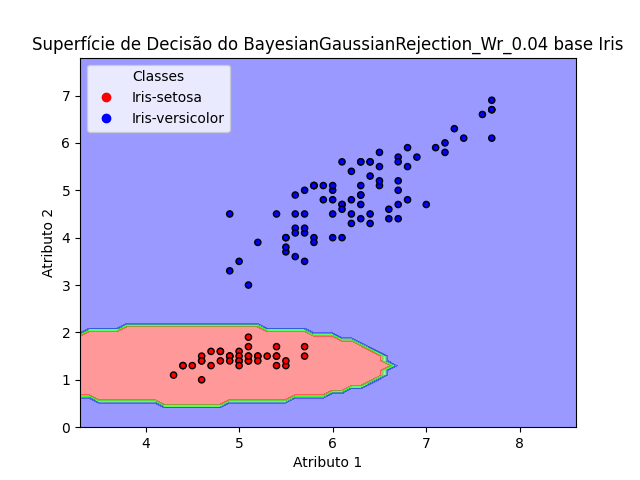 Superfície de Decisão do BayesianGaussianRejection_Wr_0.04 base Iris
Classes
Iris-setosa
Iris-versicolor
7
6
5
4
3
2
1
0
Atributo 2
4 5 6 7 8
Atributo 1